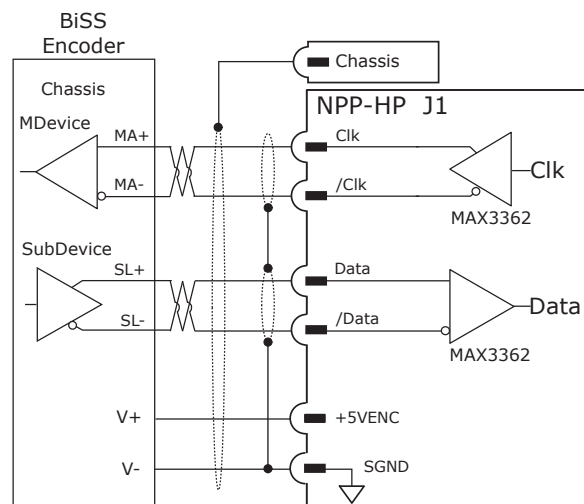 BiSS
Encoder
Chassis
Chassis
NPP-HP J1
MDevice
MA+
Clk
Clk
MA-
/Clk
MAX3362
SubDevice
SL+
Data
Data
SL-
/Data
MAX3362
V+
+5VENC
V-
SGND